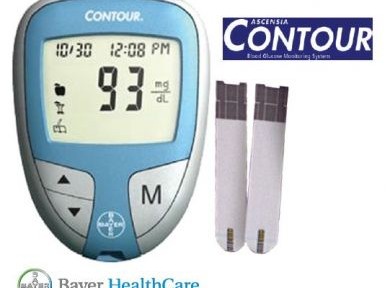 CONTOUR.
10/30 12:08 PM
93 mg/dL
M
BAYER
ASCENSIA
CONTOUR
Blood Glucose Monitoring System
Bayer HealthCare